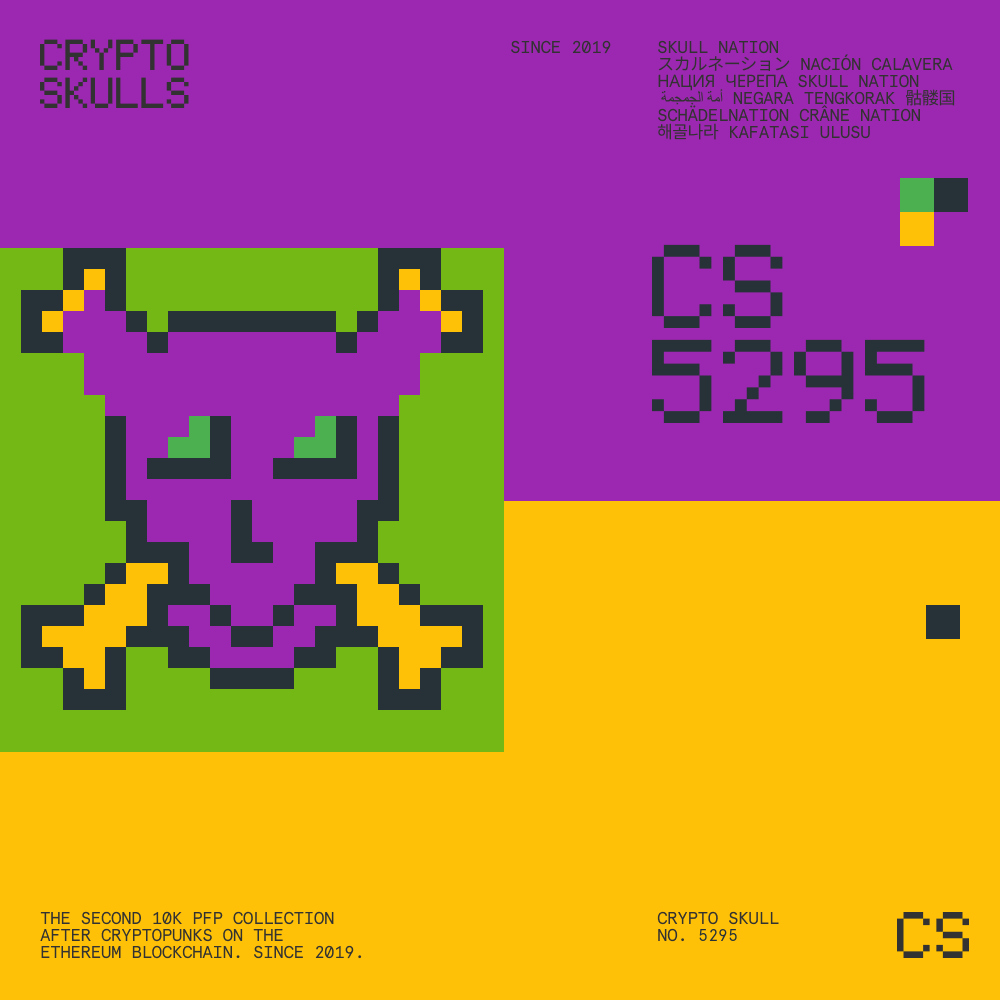 CRYPTO
SKULLS
SINCE 2019
SKULL NATION
スカルネーション NACIÓN CALAVERA
НАЦИЯ ЧЕРЕПА SKULL NATION
أمة الجمجمة NEGARA TENGKORAK 骷髅国
SCHÄDELNATION CRÂNE NATION
해골나라 KAFATASI ULUSU
CS
5295
THE SECOND 10K PFP COLLECTION
AFTER CRYPTOPUNKS ON THE
ETHEREUM BLOCKCHAIN. SINCE 2019.
CRYPTO SKULL
NO. 5295
CS